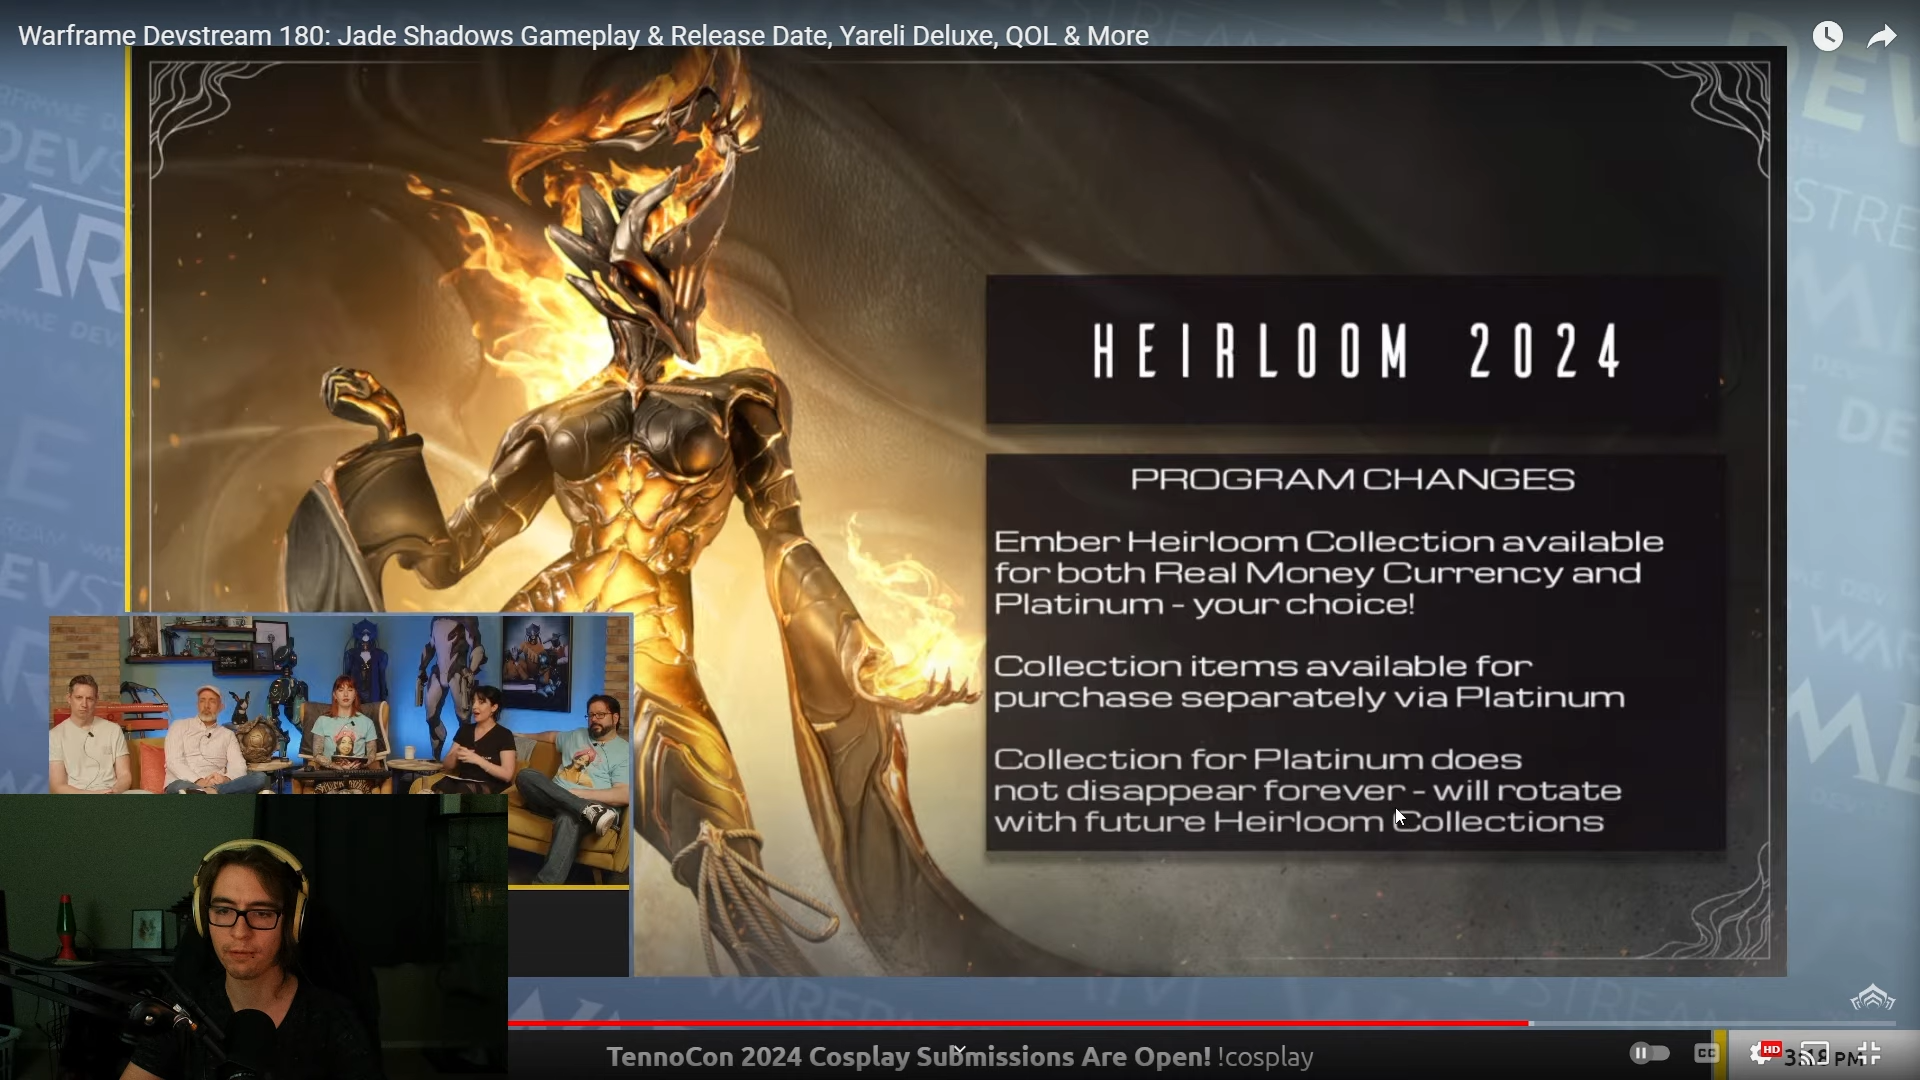 Warframe Devstream 180: Jade Shadows Gameplay & Release Date, Yareli Deluxe, QOL & More
HEIRLOOM 2024
PROGRAM CHANGES
Ember Heirloom Collection available
for both Real Money Currency and
Platinum - your choice!
Collection items available for
purchase separately via Platinum
Collection for Platinum does
not disappear forever - will rotate
with future Heirloom Collections
TennoCon 2024 Cosplay Submissions Are Open! !cosplay
CC
HD
PM